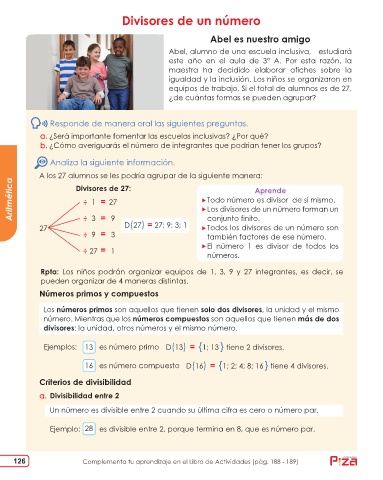 Divisores de un número
Abel es nuestro amigo
Abel, alumno de una escuela inclusiva, estudiará
este año en el aula de 3° A. Por esta razón, la
maestra ha decidido elaborar afiches sobre la
igualdad y la inclusión. Los niños se organizaron en
equipos de trabajo. Si el total de alumnos es de 27,
¿de cuántas formas se pueden agrupar?
Responde de manera oral las siguientes preguntas.
a. ¿Será importante fomentar las escuelas inclusivas? ¿Por qué?
b. ¿Cómo averiguarás el número de integrantes que podrían tener los grupos?
Analiza la siguiente información.
A los 27 alumnos se les podría agrupar de la siguiente manera:
Divisores de 27:
27
÷ 1 = 27
÷ 3 = 9
÷ 9 = 3
÷ 27 = 1
D(27) = 27; 9; 3; 1
Aprende
Todo número es divisor de sí mismo.
Los divisores de un número forman un
conjunto finito.
Todos los divisores de un número son
también factores de ese número.
El número 1 es divisor de todos los
números.
Aritmética
Rpta: Los niños podrán organizar equipos de 1, 3, 9 y 27 integrantes, es decir, se
pueden organizar de 4 maneras distintas.
Números primos y compuestos
Los números primos son aquellos que tienen solo dos divisores, la unidad y el mismo
número. Mientras que los números compuestos son aquellos que tienen más de dos
divisores: la unidad, otros números y el mismo número.
Ejemplos: 13 es número primo D(13) = {1; 13} tiene 2 divisores.
16 es número compuesto D(16) = {1; 2; 4; 8; 16} tiene 4 divisores.
Criterios de divisibilidad
a. Divisibilidad entre 2
Un número es divisible entre 2 cuando su última cifra es cero o número par.
Ejemplo: 28 es divisible entre 2, porque termina en 8, que es número par.
126 Complementa tu aprendizaje en el Libro de Actividades (pág. 188 - 189)
P:zA